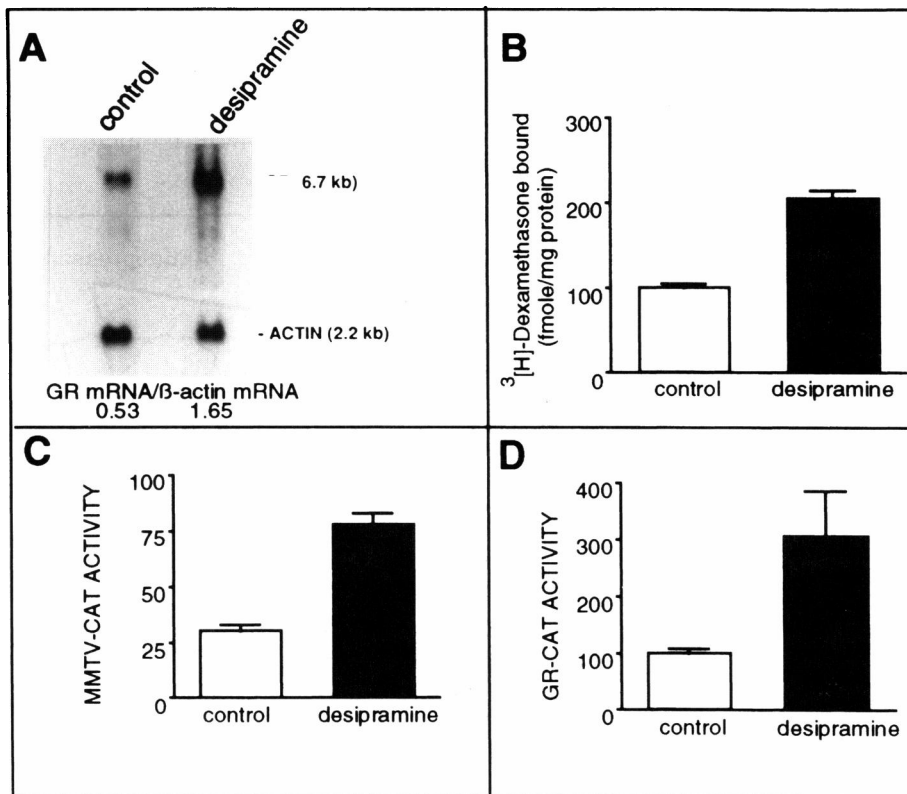 A
control
desipramine
6.7 kb)
- ACTIN (2.2 kb)
GR mRNA/ß-actin mRNA
0.53 1.65
B
³[H]-Dexamethasone bound
(fmole/mg protein)
300
200
100
0
control desipramine
C
MMTV-CAT ACTIVITY
100
75
50
25
0
control desipramine
D
GR-CAT ACTIVITY
400
300
200
100
0
control desipramine